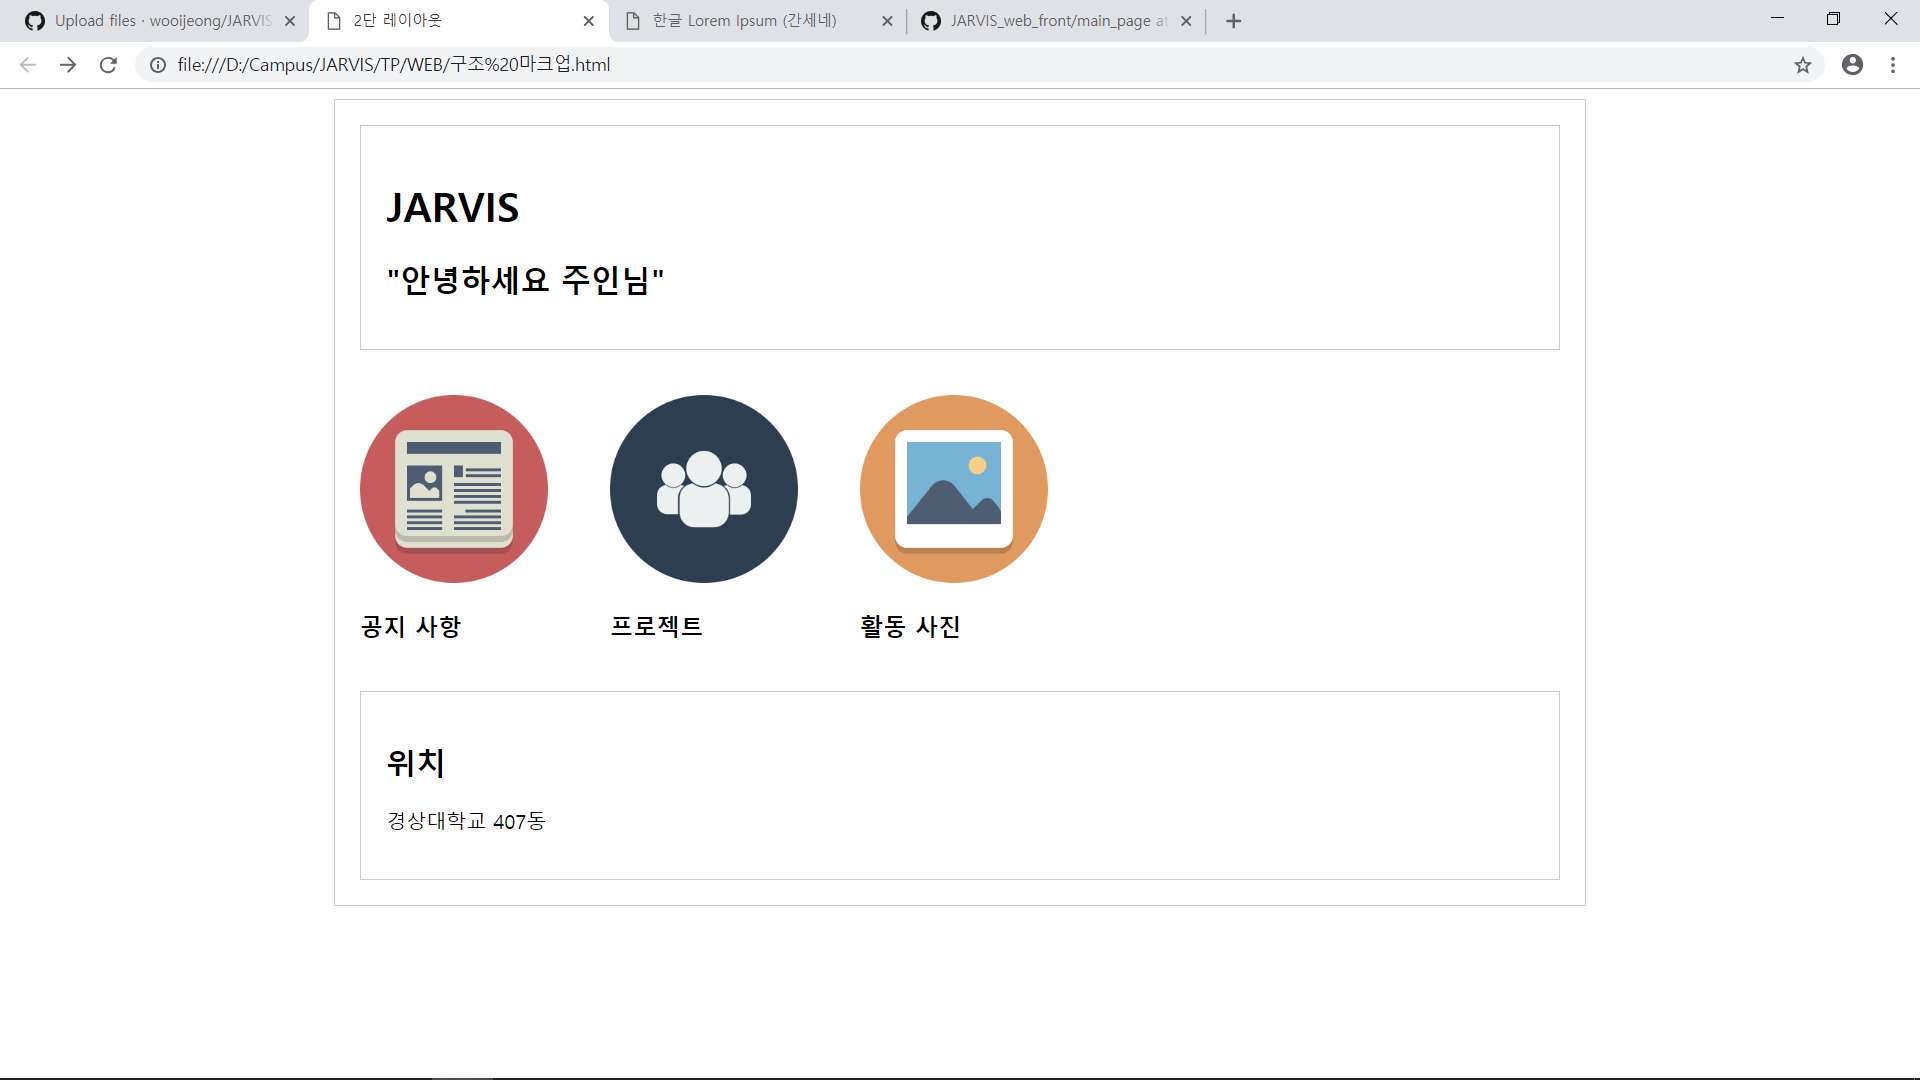 Upload files · wooijeong/JARVIS
2단 레이아웃
한글 Lorem Ipsum (간세네)
JARVIS_web_front/main_page at
file:///D:/Campus/JARVIS/TP/WEB/구조%20마크업.html
JARVIS
"안녕하세요 주인님"
공지 사항
프로젝트
활동 사진
위치
경상대학교 407동